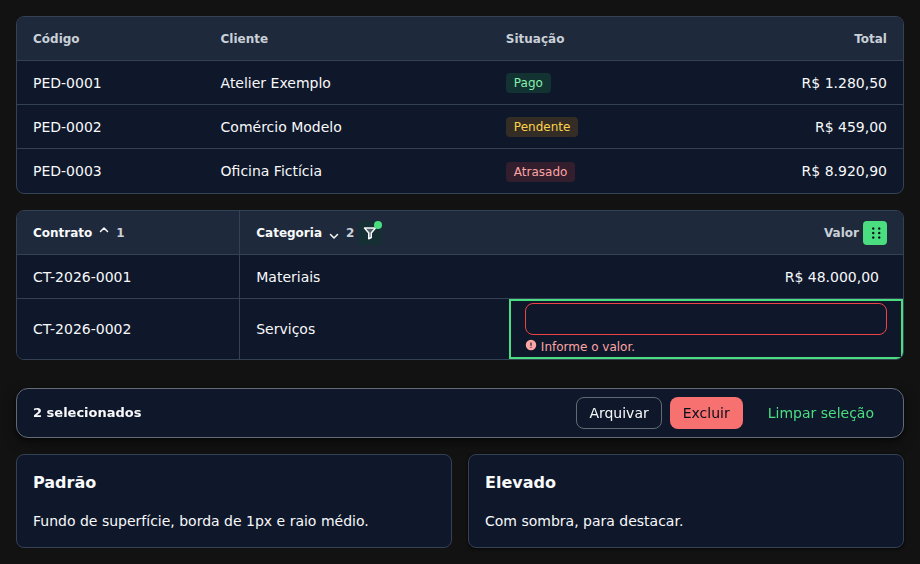 Código Cliente Situação Total
PED-0001 Atelier Exemplo Pago R$ 1.280,50
PED-0002 Comércio Modelo Pendente R$ 459,00
PED-0003 Oficina Fictícia Atrasado R$ 8.920,90
Contrato 1 Categoria 2 Valor
CT-2026-0001 Materiais R$ 48.000,00
CT-2026-0002 Serviços
Informe o valor.
2 selecionados Arquivar Excluir Limpar seleção
Padrão Elevado
Fundo de superfície, borda de 1px e raio médio. Com sombra, para destacar.